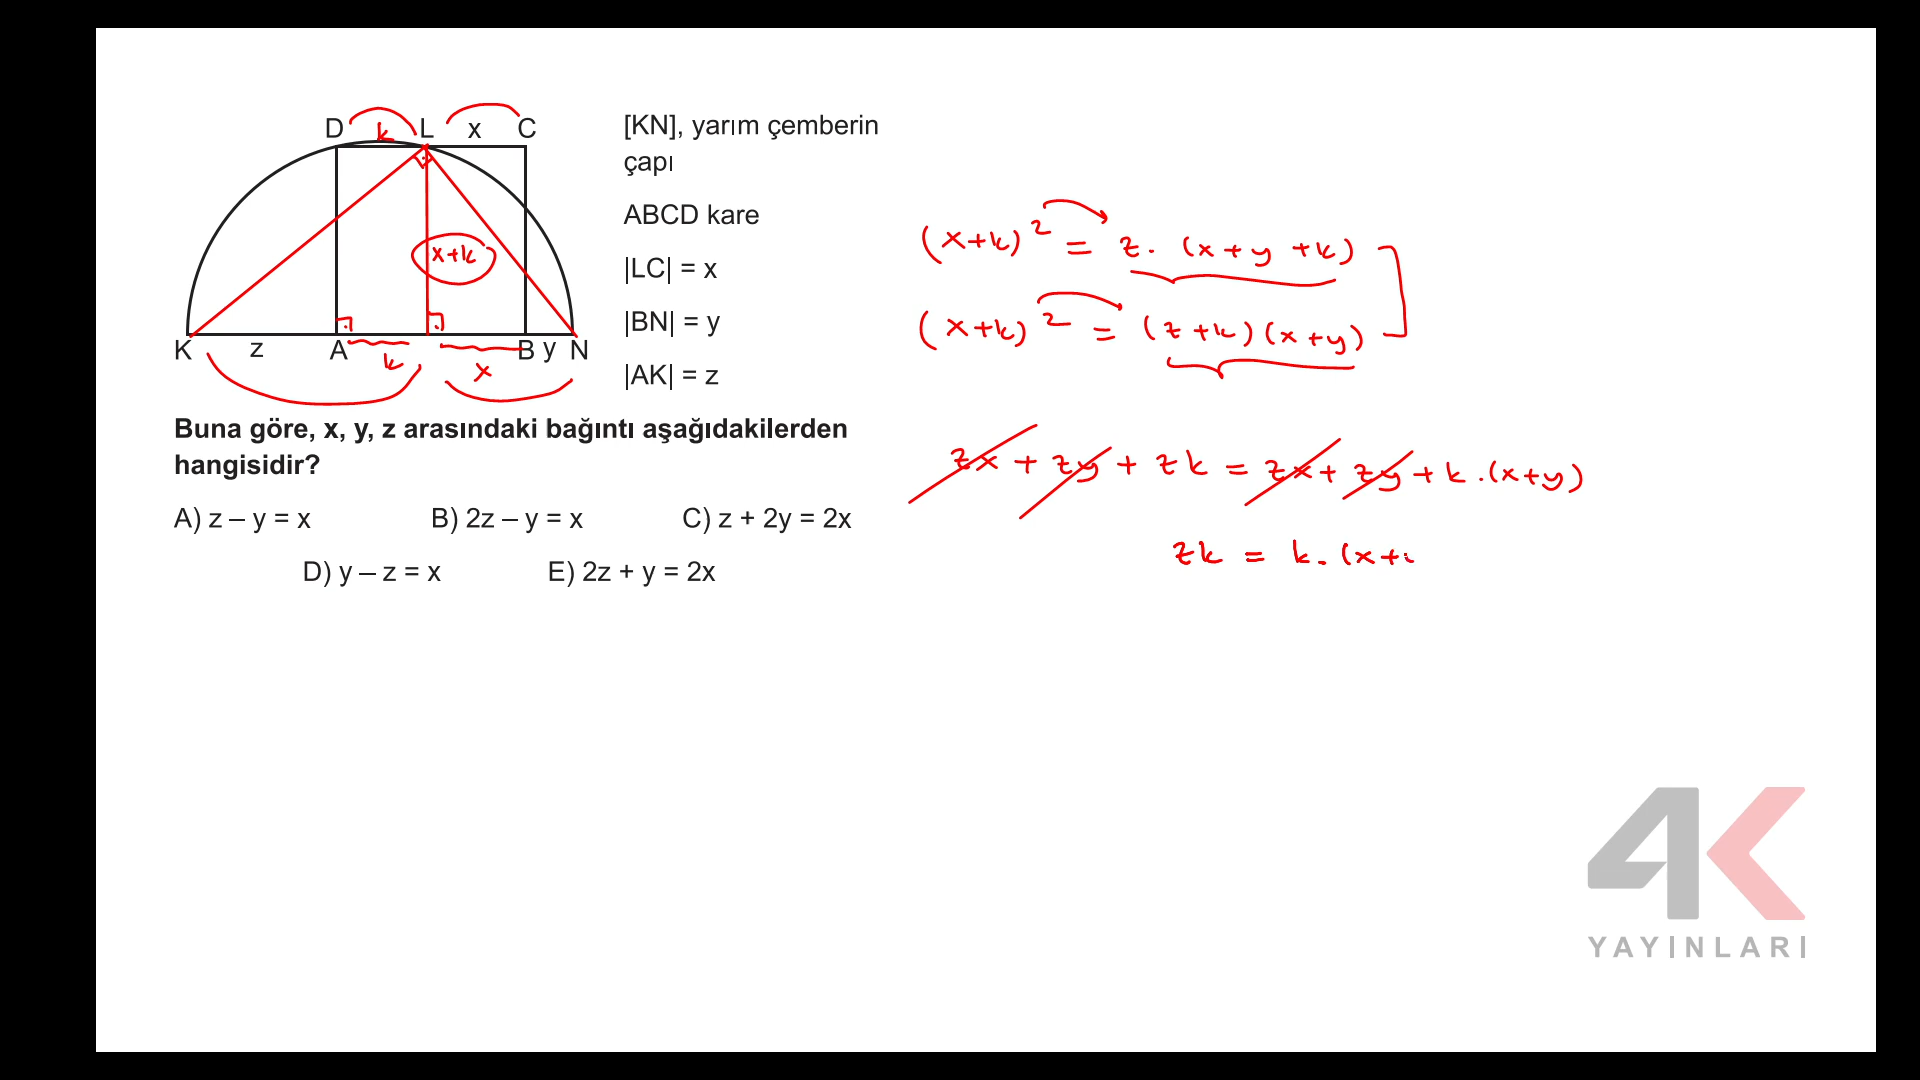 D k L x C
x+k
K z A k x B y N
[KN], yarım çemberin
çapı
ABCD kare
|LC| = x
|BN| = y
|AK| = z
Buna göre, x, y, z arasındaki bağıntı aşağıdakilerden
hangisidir?
A) z – y = x B) 2z – y = x C) z + 2y = 2x
D) y – z = x E) 2z + y = 2x
(x+k)² = z. (x+y+k)
(x+k)² = (z+k)(x+y)
zx + zy + zk = zx + zy + k.(x+y)
zk = k. (x+
4K
YAYINLARI